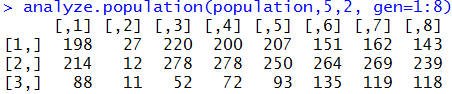 > analyze.population(population,5,2, gen=1:8)
[,1] [,2] [,3] [,4] [,5] [,6] [,7] [,8]
[1,] 198 27 220 200 207 151 162 143
[2,] 214 12 278 278 250 264 269 239
[3,] 88 11 52 72 93 135 119 118